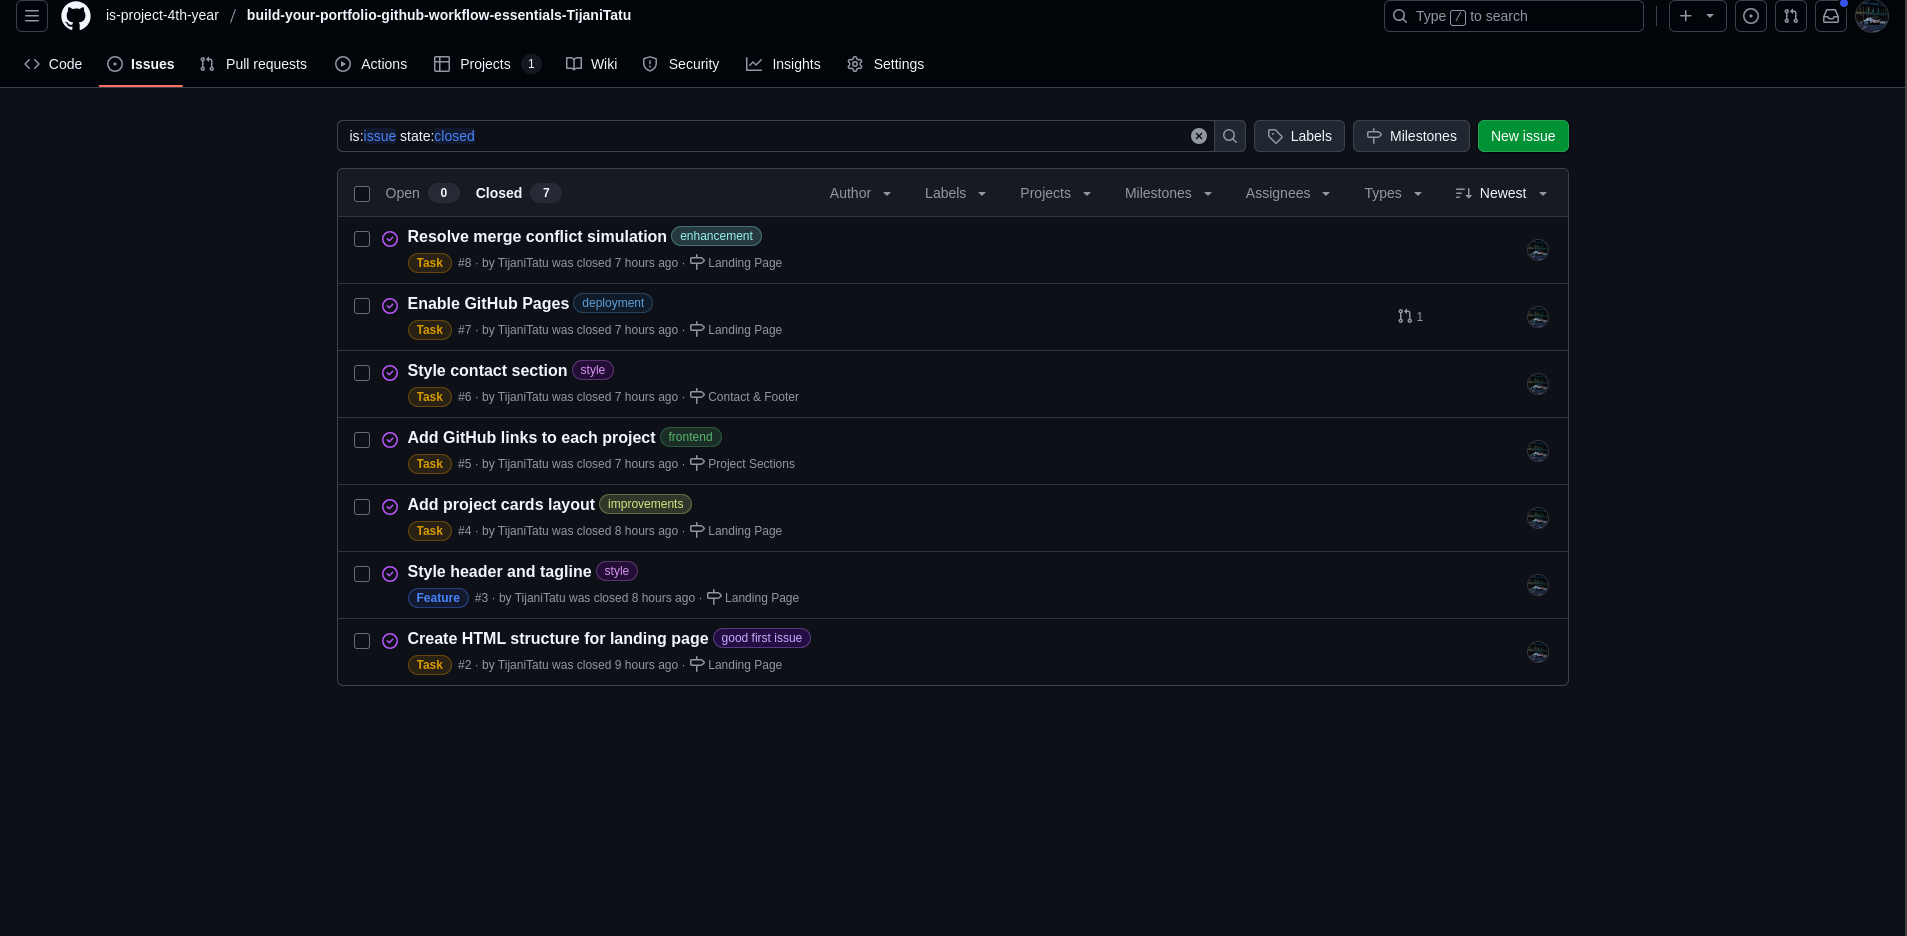 is-project-4th-year / build-your-portfolio-github-workflow-essentials-TijaniTatu
Type / to search
Code Issues Pull requests Actions Projects 1 Wiki Security Insights Settings
is:issue state:closed
Labels Milestones New issue
Open 0 Closed 7 Author Labels Projects Milestones Assignees Types Newest
Resolve merge conflict simulation enhancement
Task #8 · by TijaniTatu was closed 7 hours ago · Landing Page
Enable GitHub Pages deployment
1
Task #7 · by TijaniTatu was closed 7 hours ago · Landing Page
Style contact section style
Task #6 · by TijaniTatu was closed 7 hours ago · Contact & Footer
Add GitHub links to each project frontend
Task #5 · by TijaniTatu was closed 7 hours ago · Project Sections
Add project cards layout improvements
Task #4 · by TijaniTatu was closed 8 hours ago · Landing Page
Style header and tagline style
Feature #3 · by TijaniTatu was closed 8 hours ago · Landing Page
Create HTML structure for landing page good first issue
Task #2 · by TijaniTatu was closed 9 hours ago · Landing Page